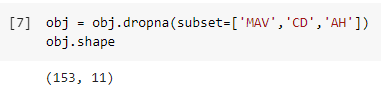 [7] obj = obj.dropna(subset=['MAV','CD','AH'])
obj.shape
(153, 11)